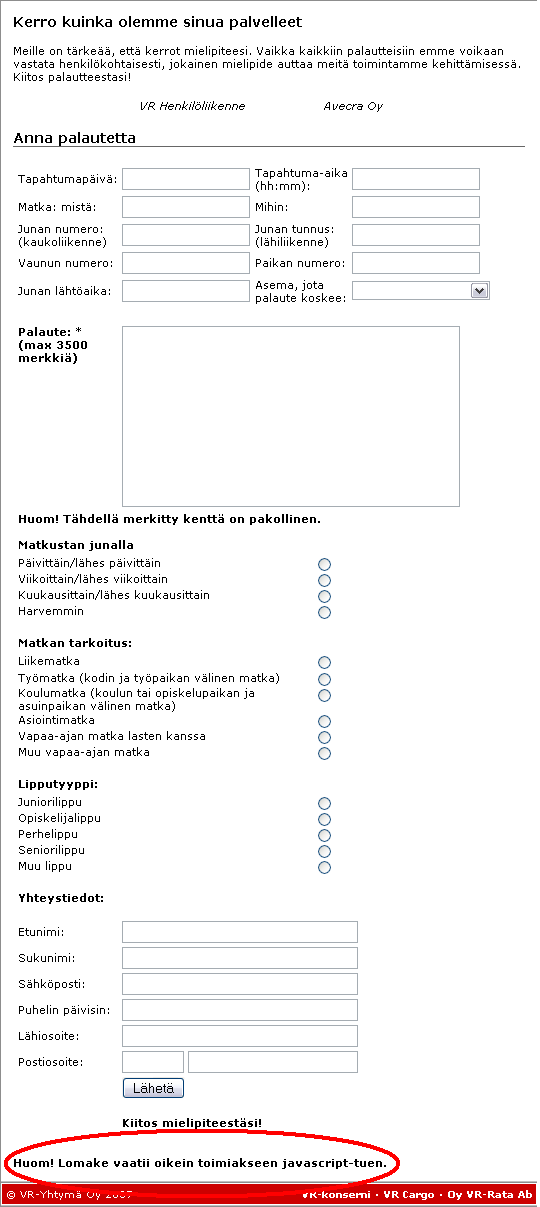 Kerro kuinka olemme sinua palvelleet
Meille on tärkeää, että kerrot mielipiteesi. Vaikka kaikkiin palautteisiin emme voikaan
vastata henkilökohtaisesti, jokainen mielipide auttaa meitä toimintamme kehittämisessä.
Kiitos palautteestasi!
VR Henkilöliikenne Avecra Oy
Anna palautetta
Tapahtumapäivä: Tapahtuma-aika
(hh:mm):
Matka: mistä: Mihin:
Junan numero: Junan tunnus:
(kaukoliikenne) (lähiliikenne)
Vaunun numero: Paikan numero:
Junan lähtöaika: Asema, jota
palaute koskee:
Palaute: *
(max 3500
merkkiä)
Huom! Tähdellä merkitty kenttä on pakollinen.
Matkustan junalla
Päivittäin/lähes päivittäin
Viikoittain/lähes viikoittain
Kuukausittain/lähes kuukausittain
Harvemmin
Matkan tarkoitus:
Liikematka
Työmatka (kodin ja työpaikan välinen matka)
Koulumatka (koulun tai opiskelupaikan ja
asuinpaikan välinen matka)
Asiointimatka
Vapaa-ajan matka lasten kanssa
Muu vapaa-ajan matka
Lipputyyppi:
Juniorilippu
Opiskelijalippu
Perhelippu
Seniorilippu
Muu lippu
Yhteystiedot:
Etunimi:
Sukunimi:
Sähköposti:
Puhelin päivisin:
Lähiosoite:
Postiosoite:
Lähetä
Kiitos mielipiteestäsi!
Huom! Lomake vaatii oikein toimiakseen javascript-tuen.
© VR-Yhtymä Oy 2007 VR-konserni · VR Cargo · Oy VR-Rata Ab